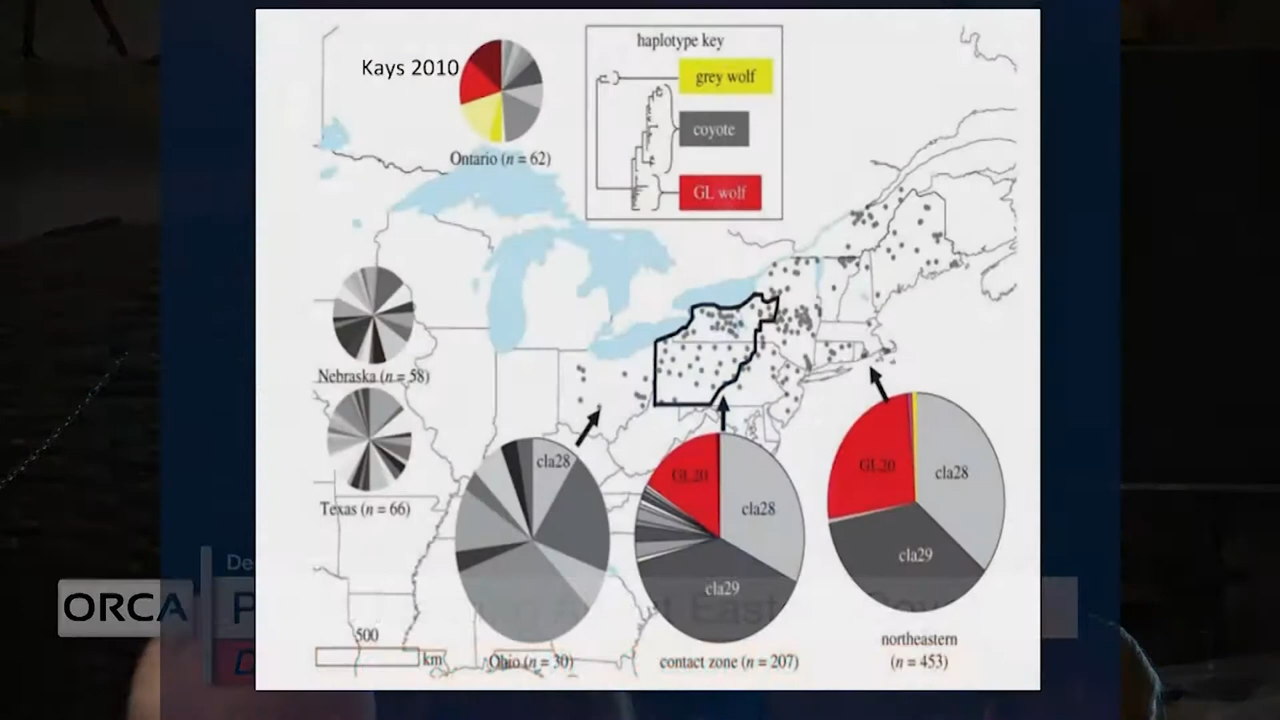 Kays 2010
haplotype key
grey wolf
coyote
GL wolf
Ontario (n = 62)
Nebraska (n = 58)
Texas (n = 66)
cla28
GL20
cla28
cla29
GL20
cla28
cla29
De
ORCA
P
D
500
km
Ohio (n = 30)
contact zone (n = 207)
northeastern
(n = 453)